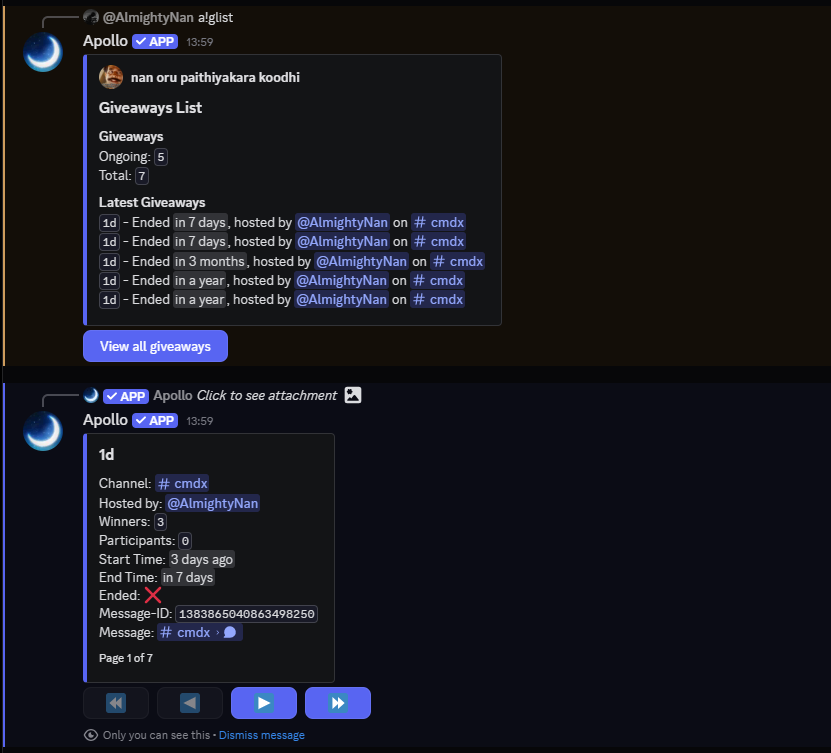 @AlmightyNan a!glist
Apollo ✓ APP 13:59
nan oru paithiyakara koodhi
Giveaways List
Giveaways
Ongoing: 5
Total: 7
Latest Giveaways
1d - Ended in 7 days, hosted by @AlmightyNan on # cmdx
1d - Ended in 7 days, hosted by @AlmightyNan on # cmdx
1d - Ended in 3 months, hosted by @AlmightyNan on # cmdx
1d - Ended in a year, hosted by @AlmightyNan on # cmdx
1d - Ended in a year, hosted by @AlmightyNan on # cmdx
View all giveaways
✓ APP Apollo Click to see attachment
Apollo ✓ APP 13:59
1d
Channel: # cmdx
Hosted by: @AlmightyNan
Winners: 3
Participants: 0
Start Time: 3 days ago
End Time: in 7 days
Ended: ❌
Message-ID: 1383865040863498250
Message: # cmdx ›
Page 1 of 7
Only you can see this • Dismiss message